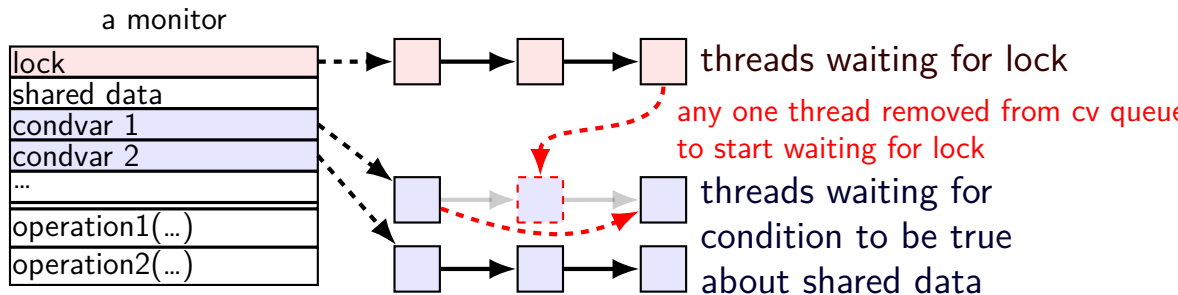 a monitor
lock
shared data
condvar 1
condvar 2
…
operation1(…)
operation2(…)
threads waiting for lock
any one thread removed from cv queue
to start waiting for lock
threads waiting for
condition to be true
about shared data